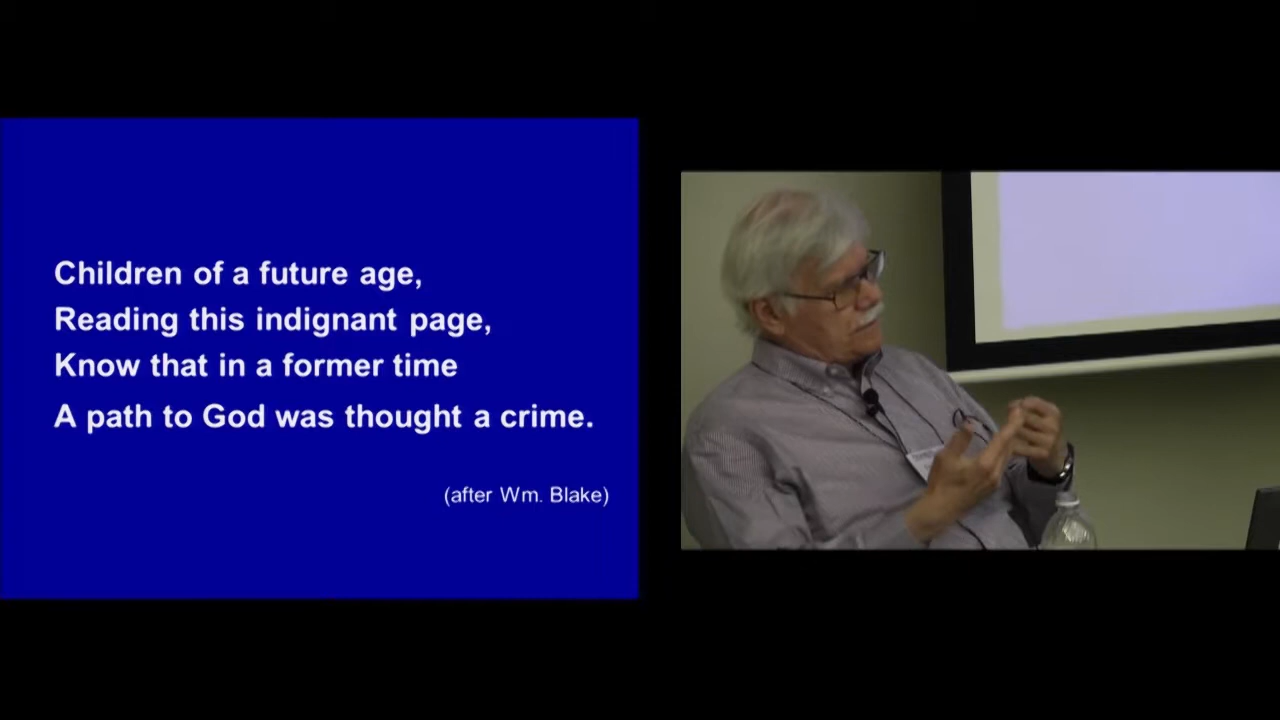 Children of a future age,
Reading this indignant page,
Know that in a former time
A path to God was thought a crime.
(after Wm. Blake)